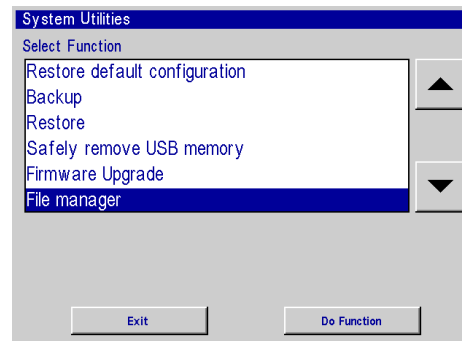 System Utilities
Select Function
Restore default configuration
Backup
Restore
Safely remove USB memory
Firmware Upgrade
File manager
Exit
Do Function